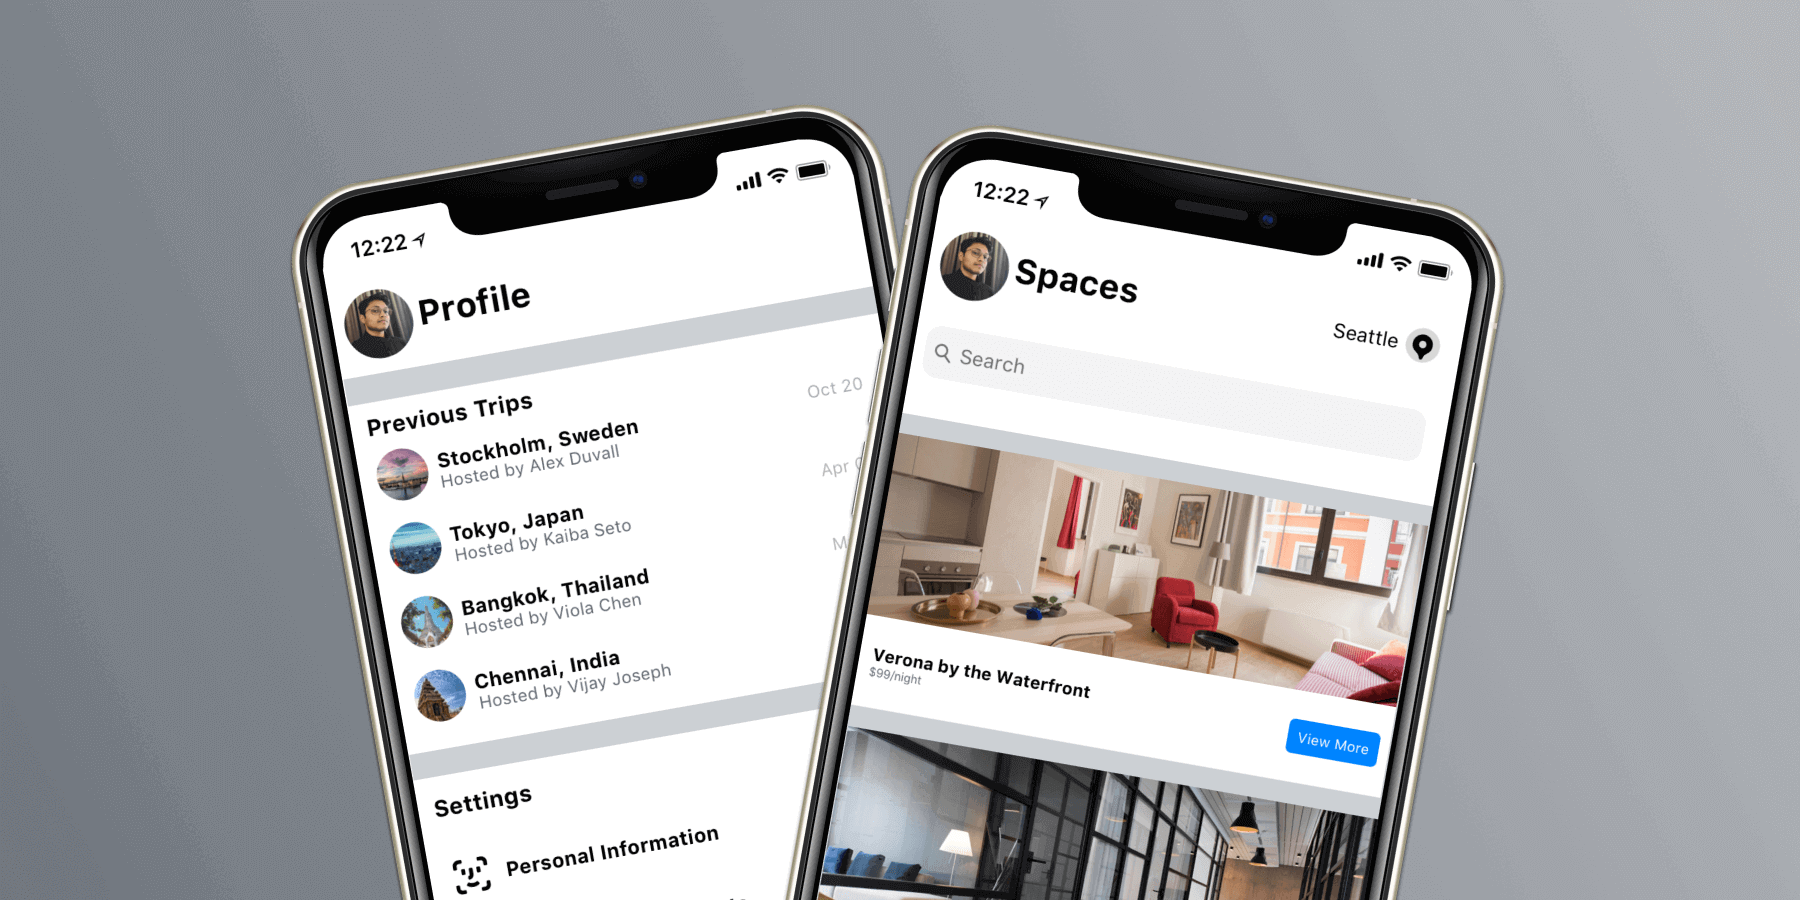 12:22
Profile
Previous Trips
Oct 20
Stockholm, Sweden
Hosted by Alex Duvall
Apr
Tokyo, Japan
Hosted by Kaiba Seto
Bangkok, Thailand
Hosted by Viola Chen
Chennai, India
Hosted by Vijay Joseph
Settings
Personal Information
12:22
Spaces
Seattle
Search
Verona by the Waterfront
$99/night
View More